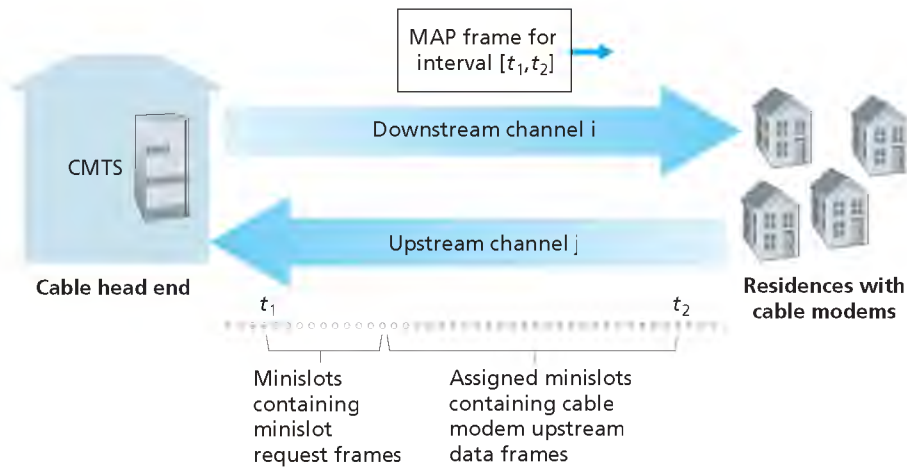 MAP frame for
interval [t1,t2]
Downstream channel i
CMTS
Upstream channel j
Cable head end
Residences with
cable modems
t1
t2
Minislots
containing
minislot
request frames
Assigned minislots
containing cable
modem upstream
data frames